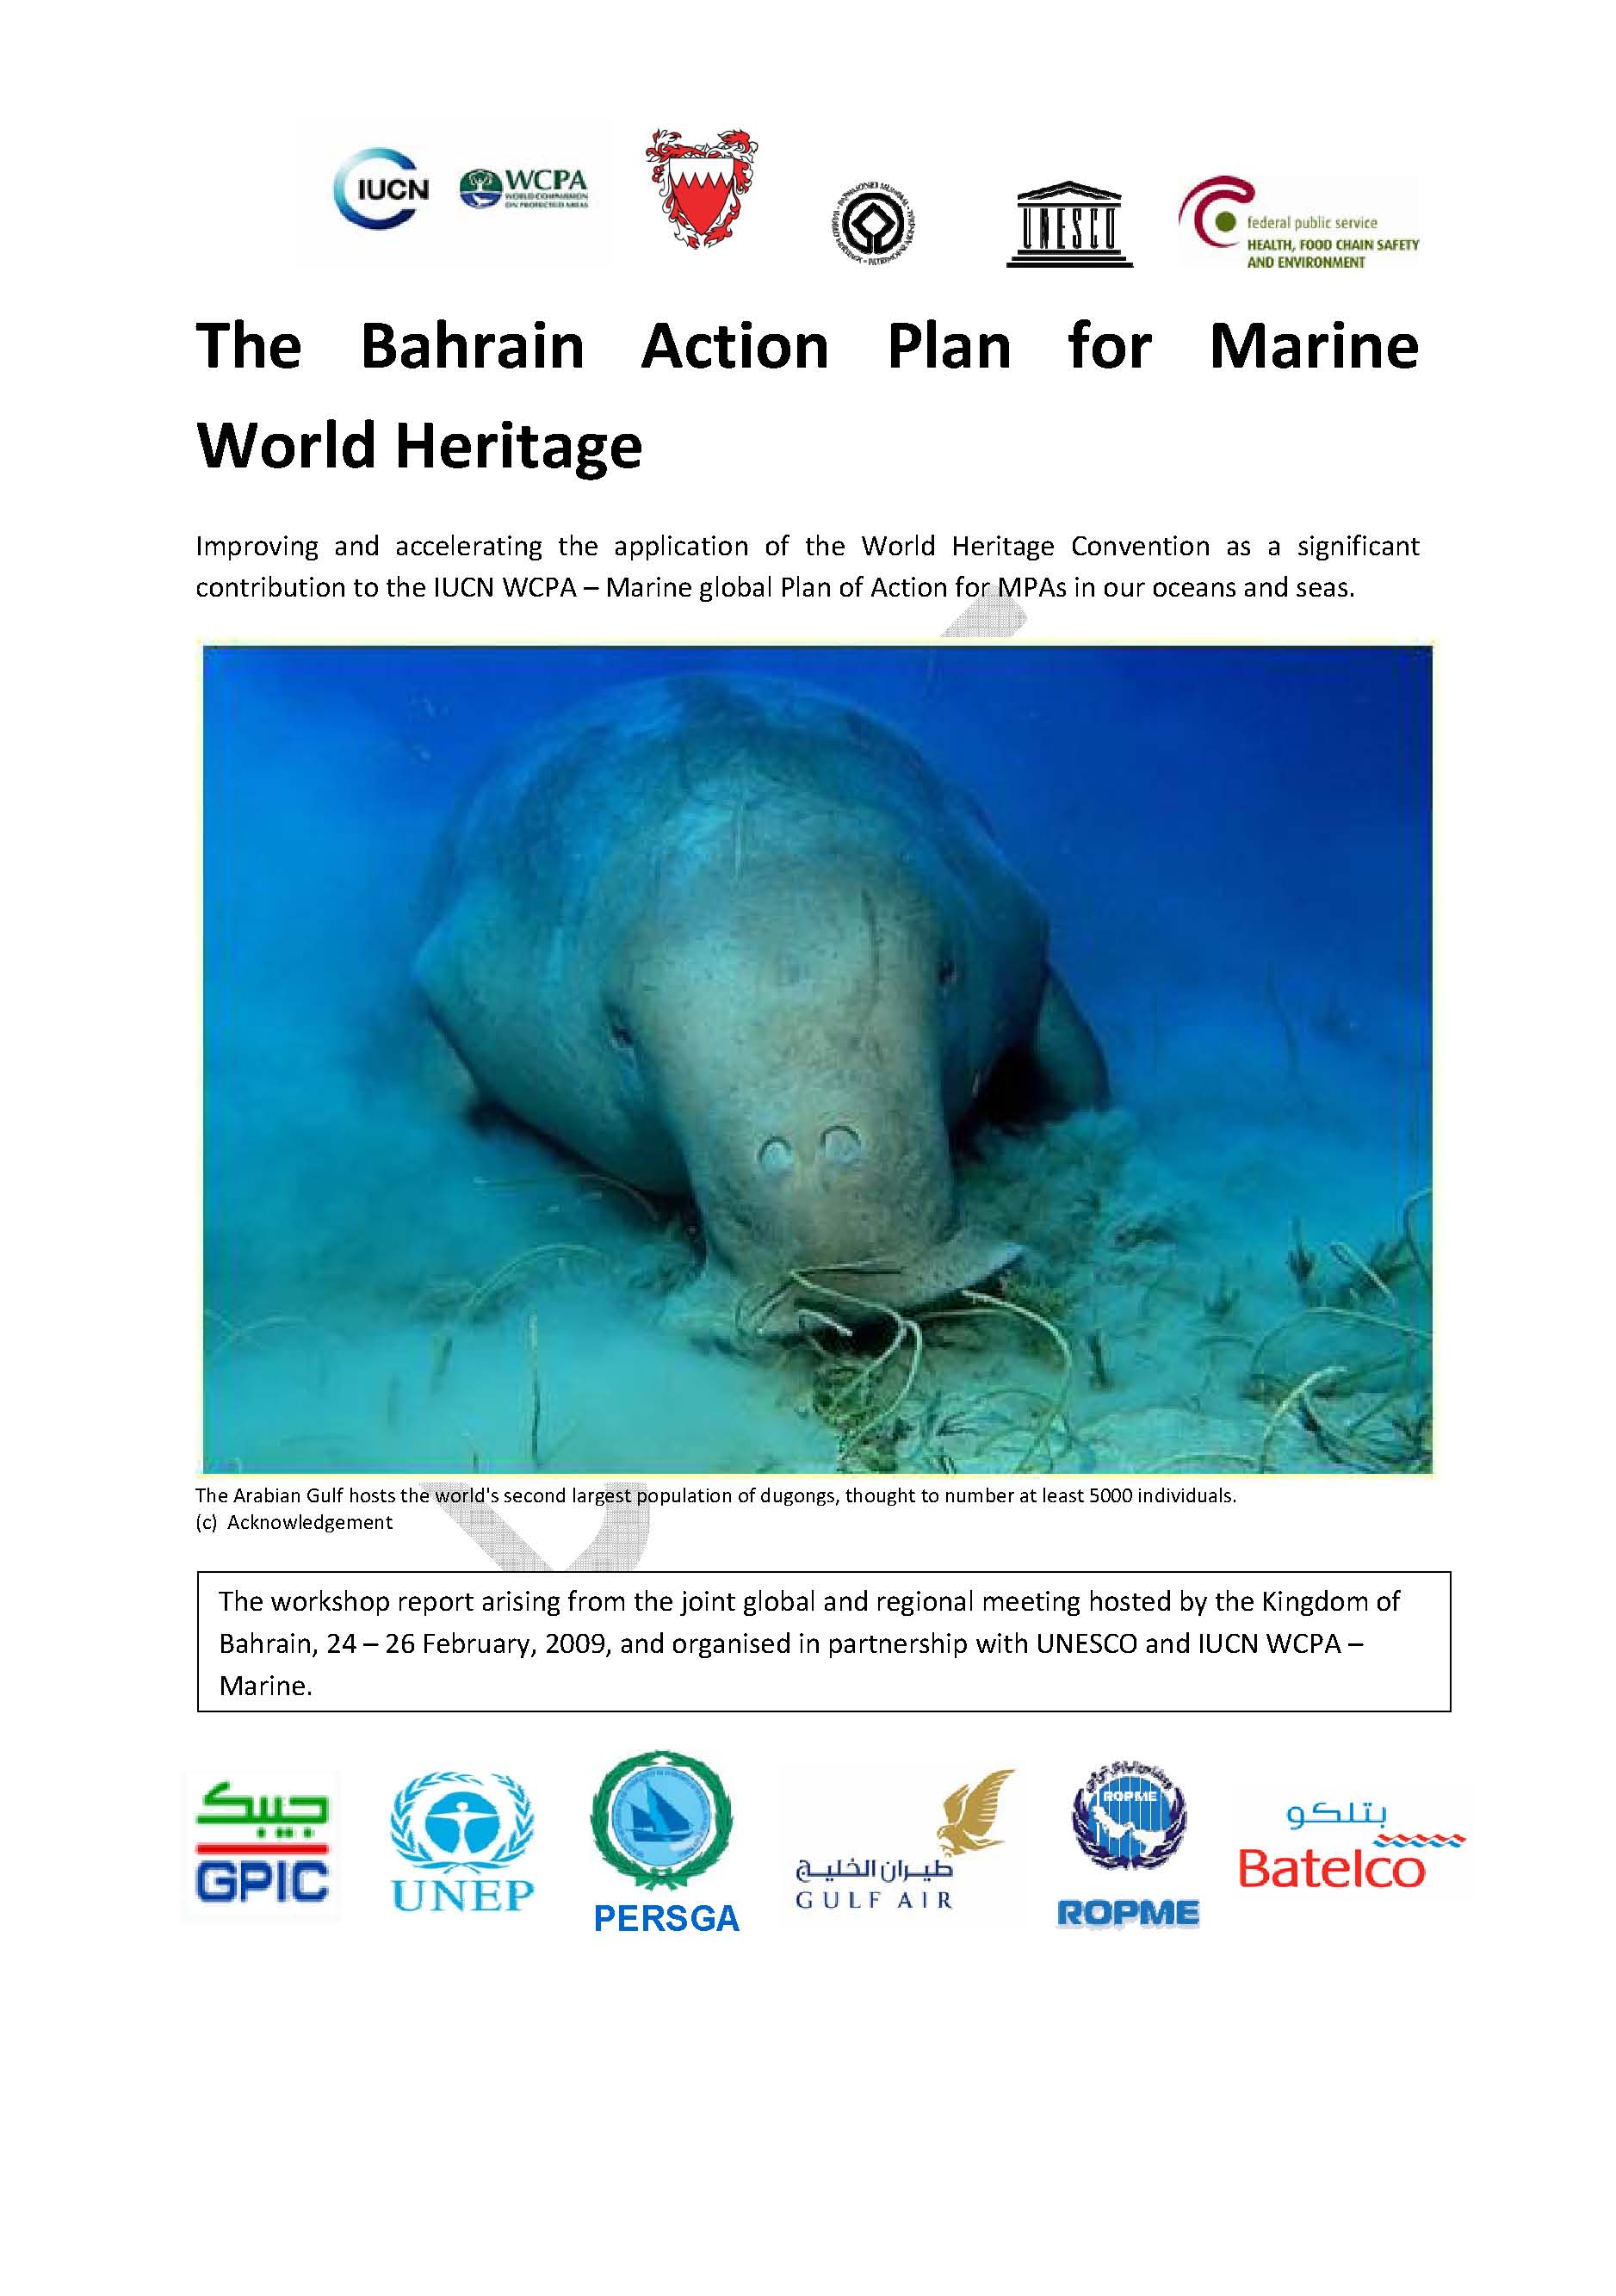 IUCN
WCPA
WORLD COMMISSION
ON PROTECTED AREAS
UNESCO
federal public service
HEALTH, FOOD CHAIN SAFETY
AND ENVIRONMENT
The Bahrain Action Plan for Marine
World Heritage
Improving and accelerating the application of the World Heritage Convention as a significant
contribution to the IUCN WCPA – Marine global Plan of Action for MPAs in our oceans and seas.
The Arabian Gulf hosts the world's second largest population of dugongs, thought to number at least 5000 individuals.
(c) Acknowledgement
The workshop report arising from the joint global and regional meeting hosted by the Kingdom of
Bahrain, 24 – 26 February, 2009, and organised in partnership with UNESCO and IUCN WCPA –
Marine.
جيبك
GPIC
UNEP
PERSGA
طيران الخليج
GULF AIR
ROPME
ROPME
بتلكو
Batelco